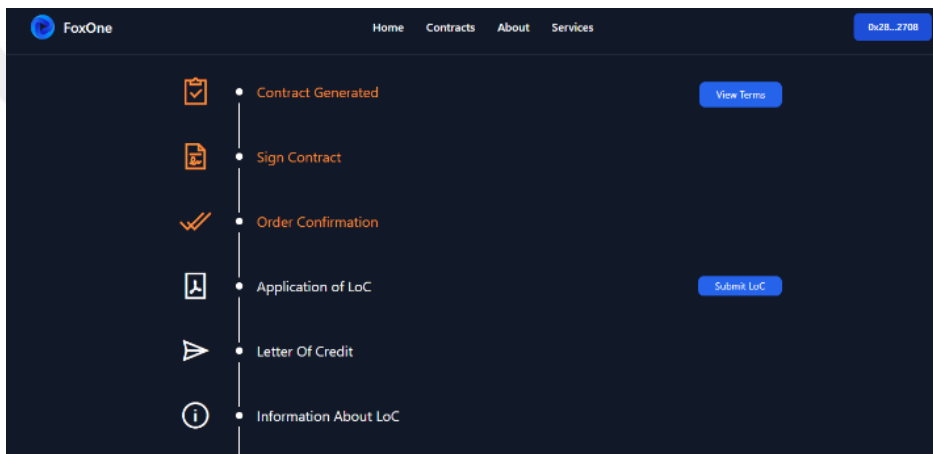 FoxOne
Home Contracts About Services
0x28...2708
Contract Generated
View Terms
Sign Contract
Order Confirmation
Application of LoC
Submit LoC
Letter Of Credit
Information About LoC